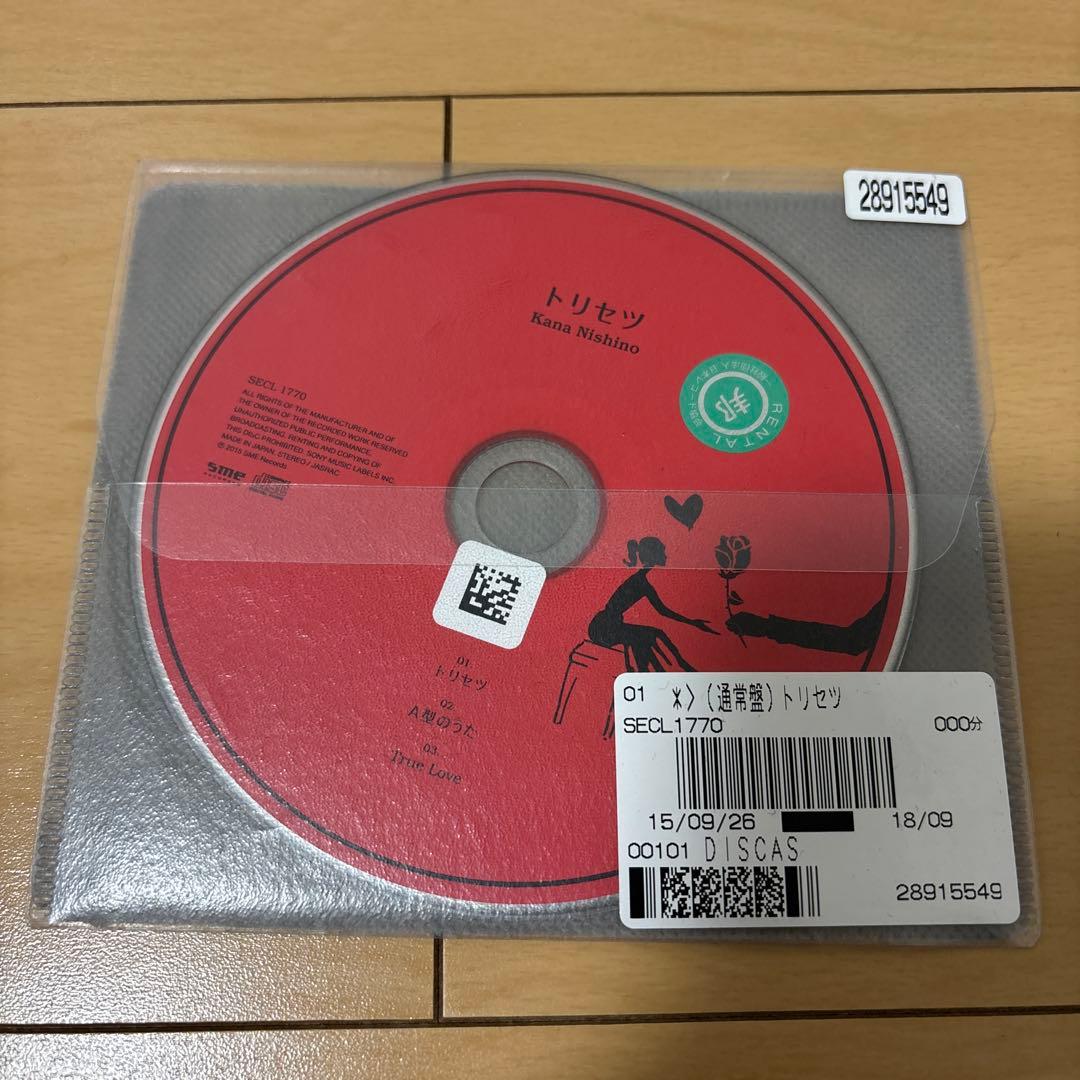 28915549
トリセツ
Kana Nishino
SECL 1770
ALL RIGHTS OF THE MANUFACTURER AND OF
THE OWNER OF THE RECORDED WORK RESERVED
UNAUTHORIZED PUBLIC PERFORMANCE,
BROADCASTING, RENTING AND COPYING OF
THIS DISC PROHIBITED. SONY MUSIC LABELS INC.
MADE IN JAPAN. STEREO / JASRAC
℗ 2015 SME Records
sme
RECORDS
邦
RENTAL
01.
トリセツ
02.
A型のうた
03.
True Love
01 *〉(通常盤)トリセツ
SECL1770 000分
15/09/26 18/09
00101 DISCAS
28915549